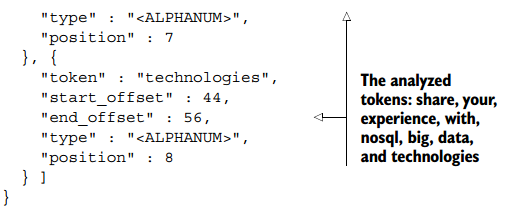 "type" : "<ALPHANUM>",
"position" : 7
}, {
"token" : "technologies",
"start_offset" : 44,
"end_offset" : 56,
"type" : "<ALPHANUM>",
"position" : 8
} ]
}
The analyzed
tokens: share, your,
experience, with,
nosql, big, data,
and technologies